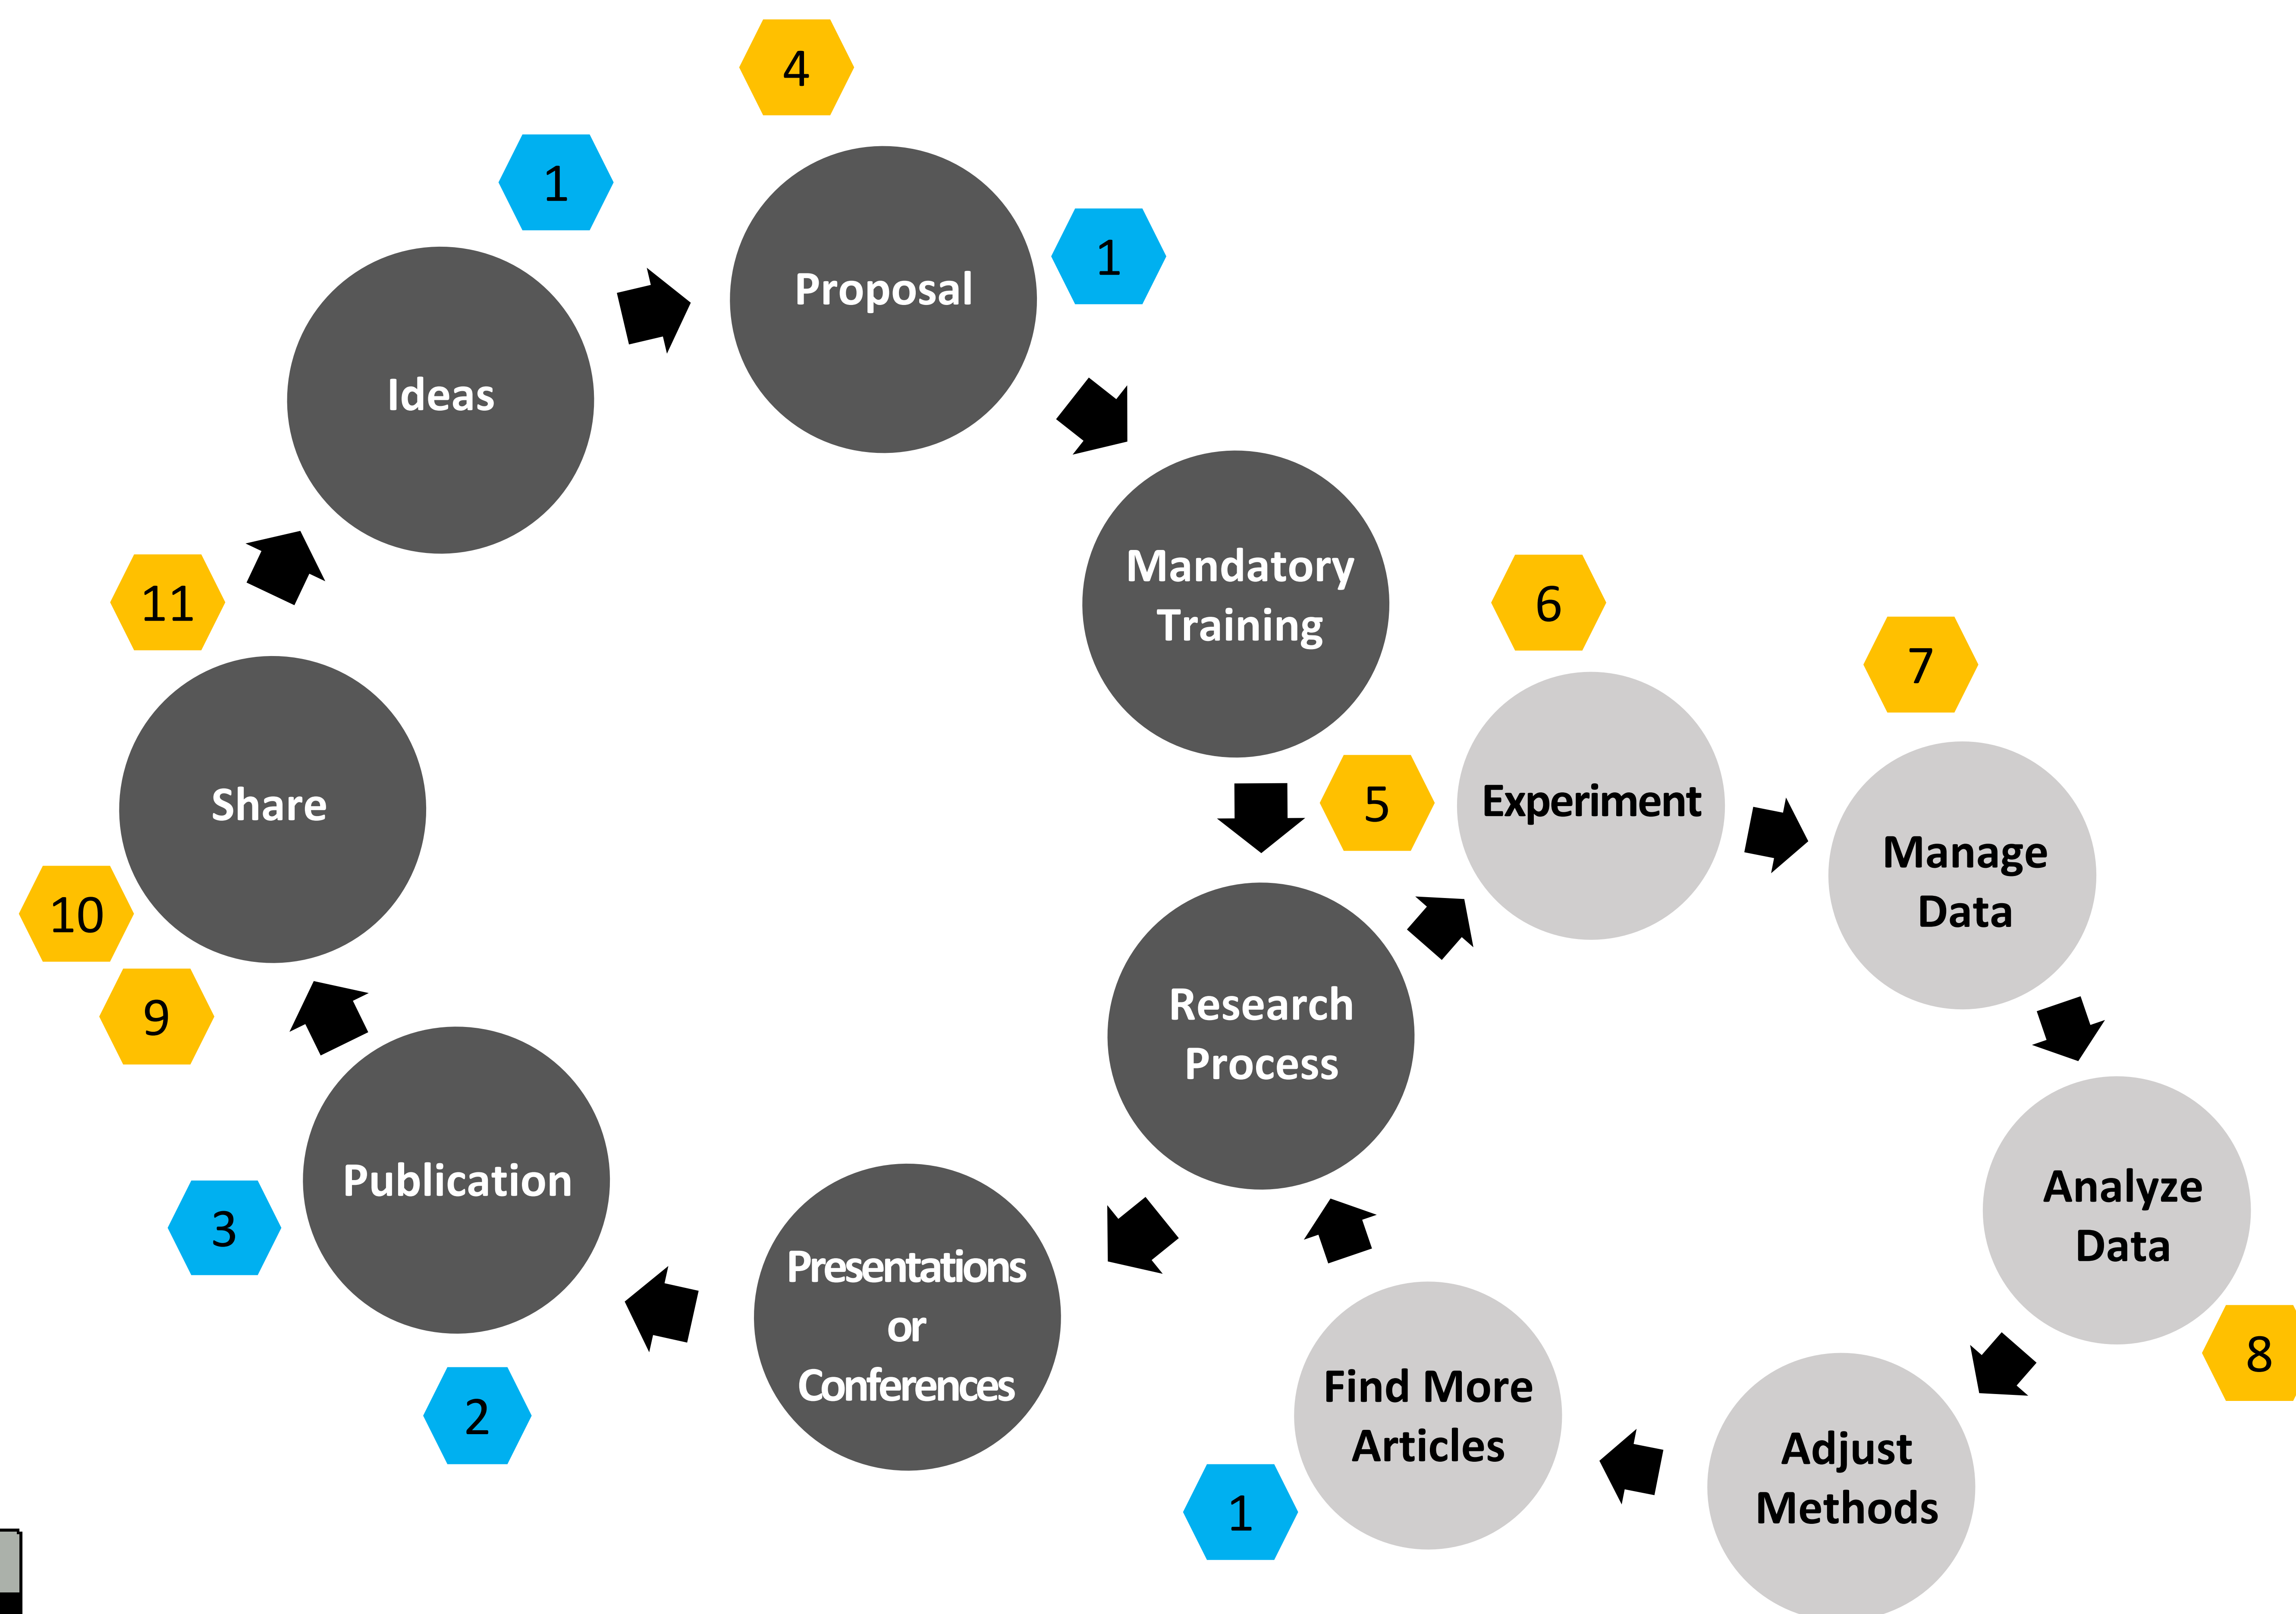 4
1
Proposal
1
Ideas
Mandatory
Training
6
11
7
Share
5
Experiment
Manage
Data
10
9
Research
Process
Publication
Analyze
Data
3
Presentations
or
Conferences
8
2
Find More
Articles
Adjust
Methods
1